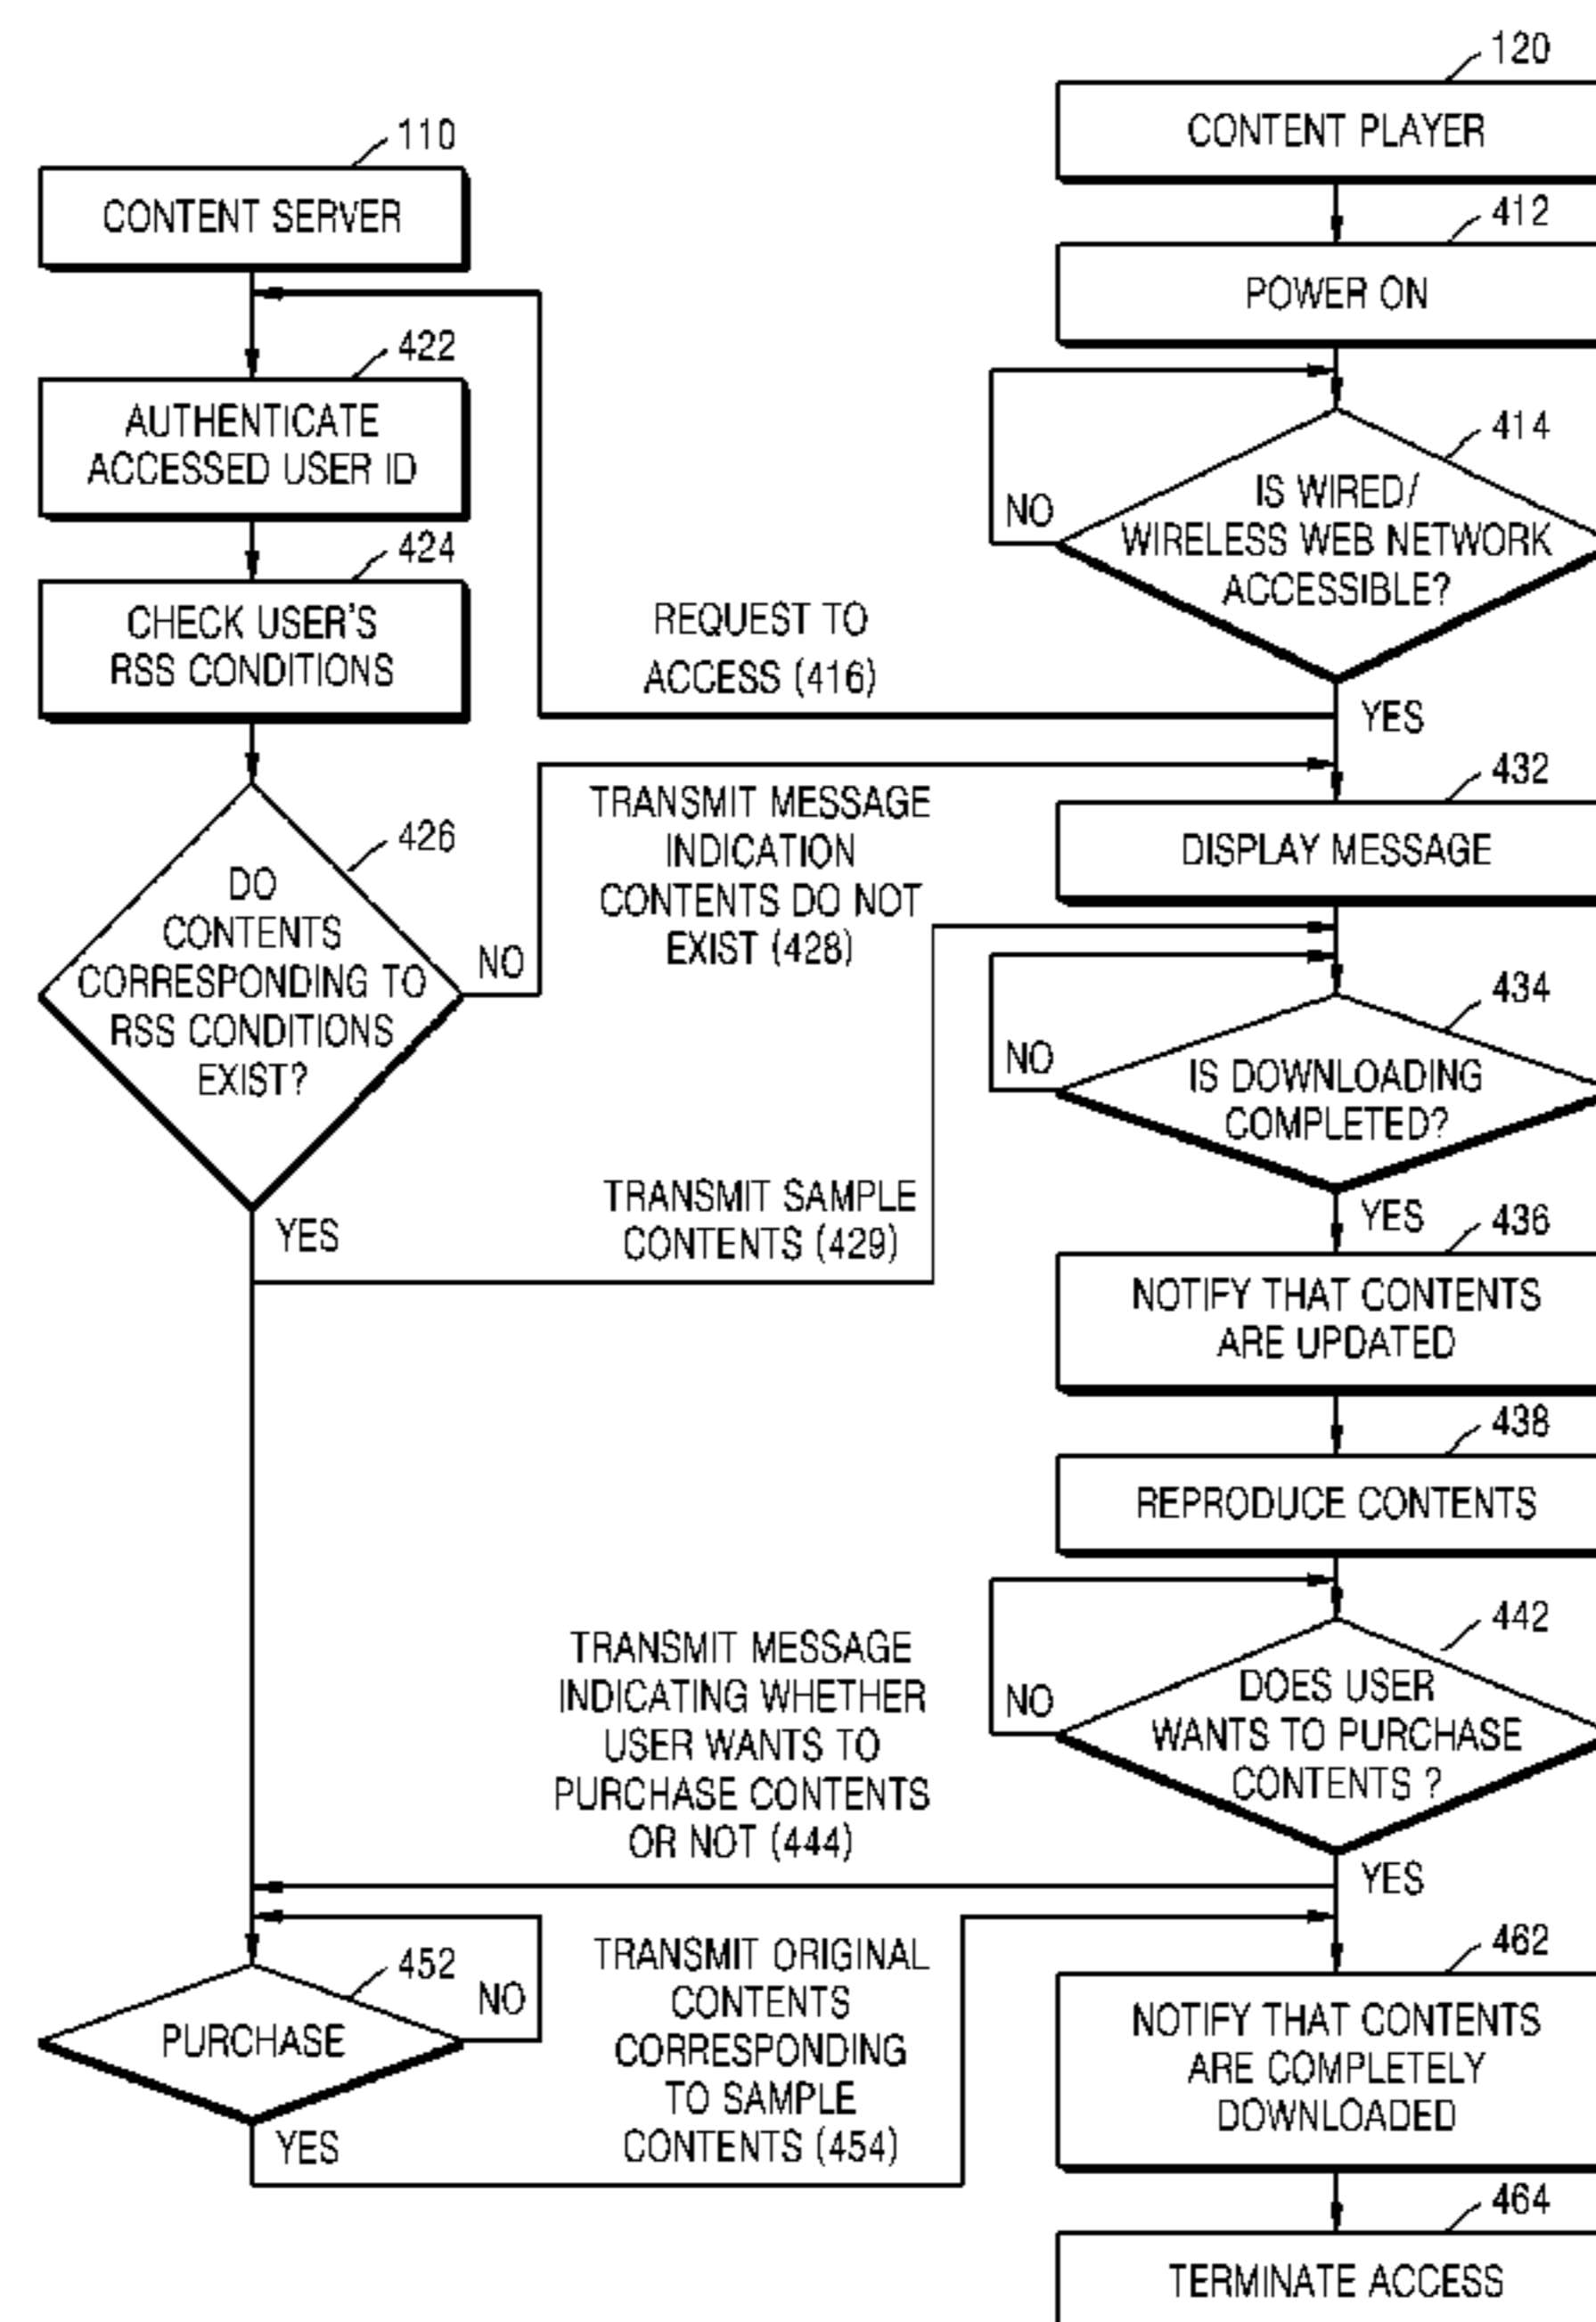 120
CONTENT PLAYER
110
CONTENT SERVER
412
POWER ON
422
AUTHENTICATE
ACCESSED USER ID
414
IS WIRED/
WIRELESS WEB NETWORK
ACCESSIBLE?
NO
YES
424
CHECK USER'S
RSS CONDITIONS
REQUEST TO
ACCESS (416)
426
DO
CONTENTS
CORRESPONDING TO
RSS CONDITIONS
EXIST?
NO
YES
TRANSMIT MESSAGE
INDICATION
CONTENTS DO NOT
EXIST (428)
432
DISPLAY MESSAGE
434
IS DOWNLOADING
COMPLETED?
NO
YES
TRANSMIT SAMPLE
CONTENTS (429)
436
NOTIFY THAT CONTENTS
ARE UPDATED
438
REPRODUCE CONTENTS
442
DOES USER
WANTS TO PURCHASE
CONTENTS ?
NO
YES
TRANSMIT MESSAGE
INDICATING WHETHER
USER WANTS TO
PURCHASE CONTENTS
OR NOT (444)
452
PURCHASE
NO
YES
TRANSMIT ORIGINAL
CONTENTS
CORRESPONDING
TO SAMPLE
CONTENTS (454)
462
NOTIFY THAT CONTENTS
ARE COMPLETELY
DOWNLOADED
464
TERMINATE ACCESS